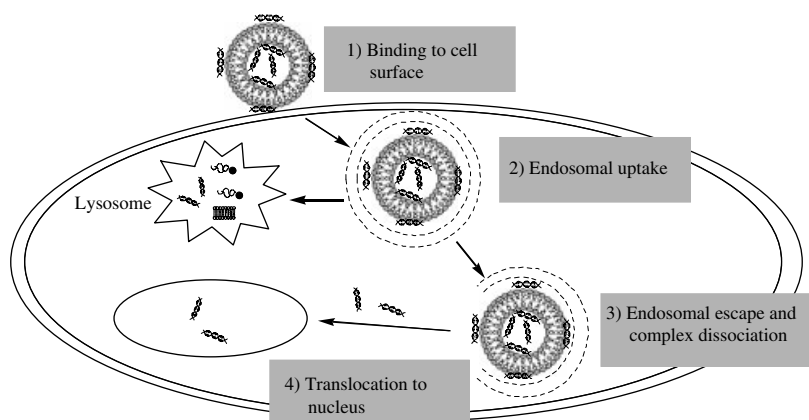 1) Binding to cell
surface
2) Endosomal uptake
Lysosome
3) Endosomal escape and
complex dissociation
4) Translocation to
nucleus